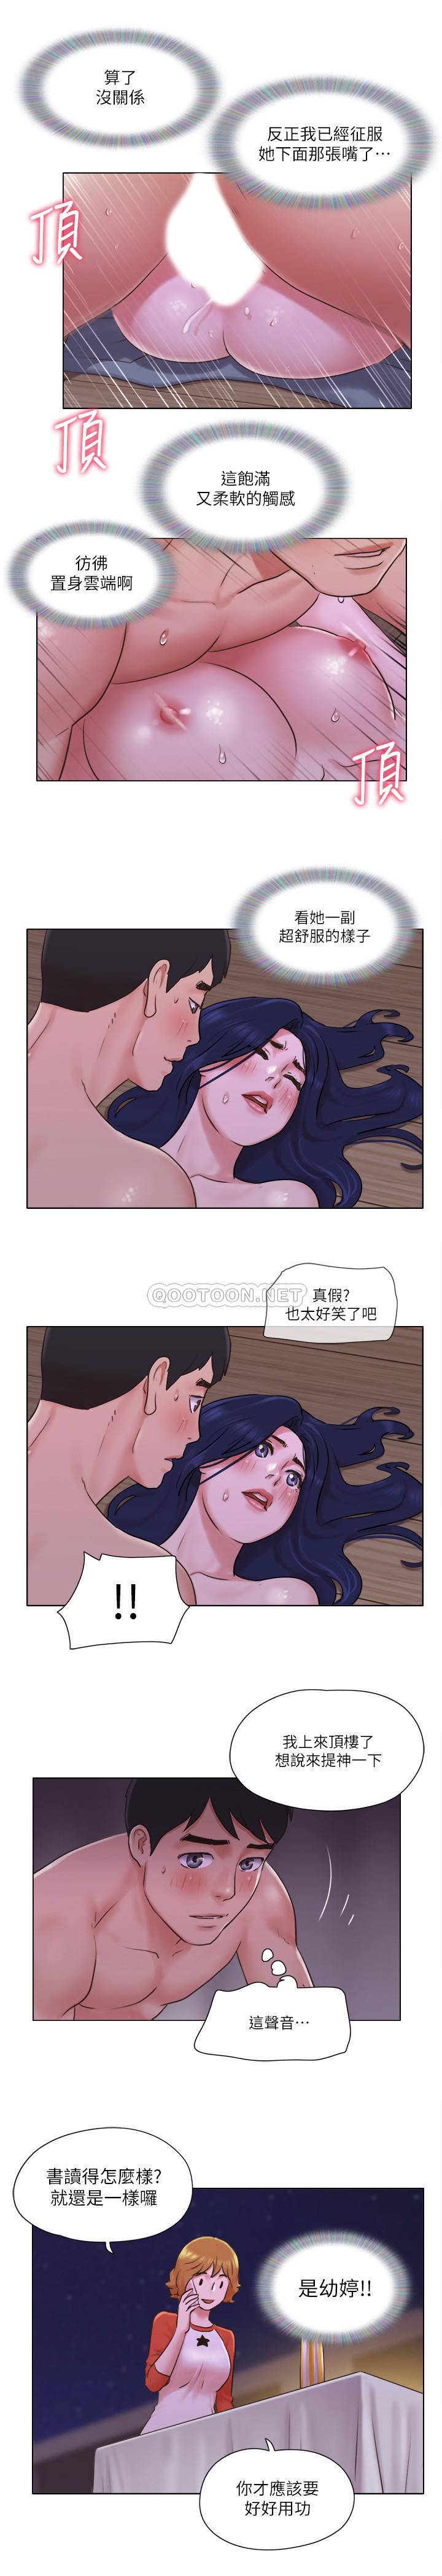 算了
沒關係
反正我已經征服
她下面那張嘴了…
頂
頂
這飽滿
又柔軟的觸感
彷彿
置身雲端啊
頂
看她一副
超舒服的樣子
QOOTOON.NET
真假?
也太好笑了吧
!!
我上來頂樓了
想說來提神一下
這聲音…
書讀得怎麼樣?
就還是一樣囉
是幼婷!!
你才應該要
好好用功